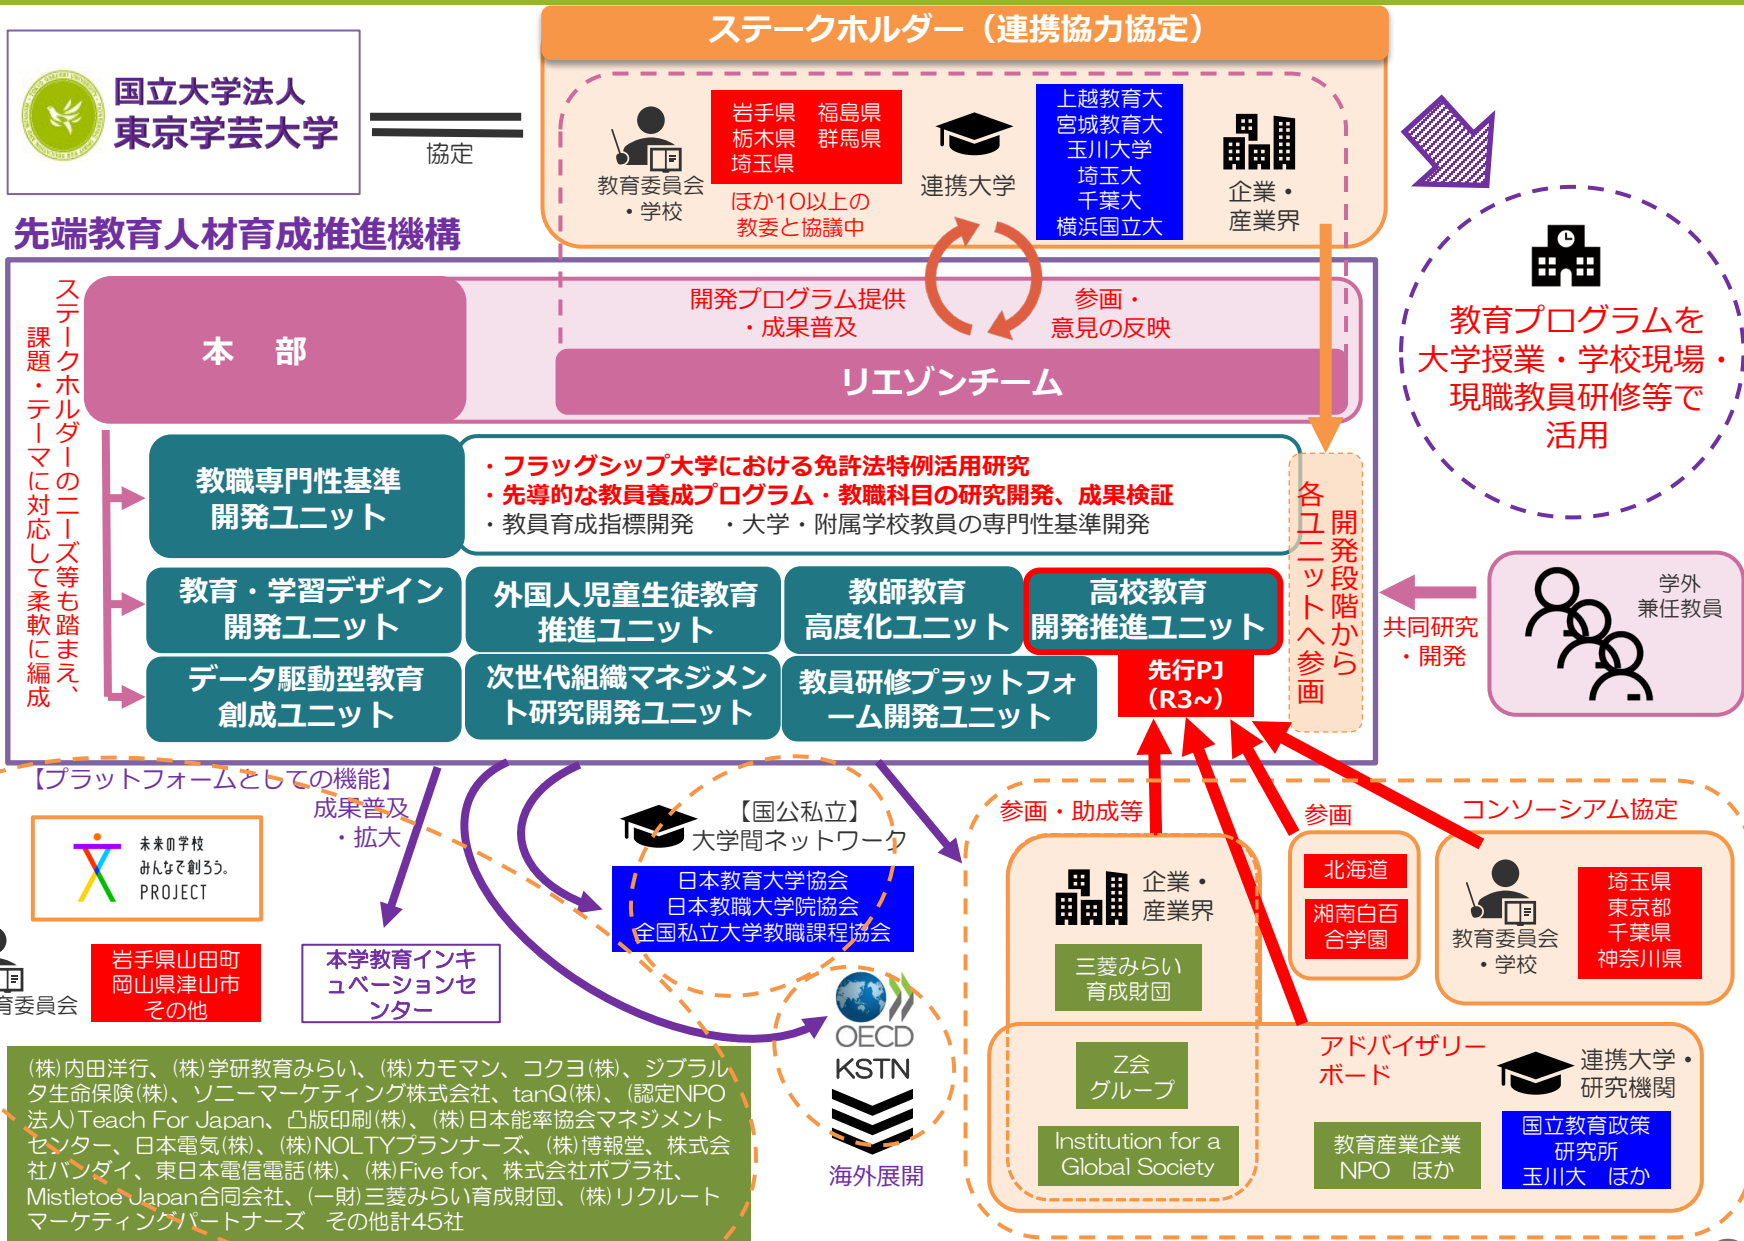 ステークホルダー（連携協力協定）
国立大学法人
東京学芸大学
協定
教育委員会
・学校
岩手県　福島県
栃木県　群馬県
埼玉県
ほか10以上の
教委と協議中
連携大学
上越教育大
宮城教育大
玉川大学
埼玉大
千葉大
横浜国立大
企業・
産業界
先端教育人材育成推進機構
ステークホルダーのニーズ等も踏まえ、
課題・テーマに対応して柔軟に編成
本　部
開発プログラム提供
・成果普及
参画・
意見の反映
リエゾンチーム
教育プログラムを
大学授業・学校現場・
現職教員研修等で
活用
教職専門性基準
開発ユニット
・フラッグシップ大学における免許法特例活用研究
・先導的な教員養成プログラム・教職科目の研究開発、成果検証
・教員育成指標開発　・大学・附属学校教員の専門性基準開発
開発段階から
各ユニットへ参画
教育・学習デザイン
開発ユニット
外国人児童生徒教育
推進ユニット
教師教育
高度化ユニット
高校教育
開発推進ユニット
データ駆動型教育
創成ユニット
次世代組織マネジメン
ト研究開発ユニット
教員研修プラットフォ
ーム開発ユニット
先行PJ
（R3~）
共同研究
・開発
学外
兼任教員
【プラットフォームとしての機能】
成果普及
・拡大
未来の学校
みんなで創ろう。
PROJECT
育委員会
岩手県山田町
岡山県津山市
その他
本学教育インキ
ュベーションセ
ンター
【国公私立】
大学間ネットワーク
日本教育大学協会
日本教職大学院協会
全国私立大学教職課程協会
OECD
KSTN
海外展開
(株)内田洋行、(株)学研教育みらい、(株)カモマン、コクヨ(株)、ジブラル
タ生命保険(株)、ソニーマーケティング株式会社、tanQ(株)、(認定NPO
法人)Teach For Japan、凸版印刷(株)、(株)日本能率協会マネジメント
センター、日本電気(株)、(株)NOLTYプランナーズ、(株)博報堂、株式会
社バンダイ、東日本電信電話(株)、(株)Five for、株式会社ポプラ社、
Mistletoe Japan合同会社、(一財)三菱みらい育成財団、(株)リクルート
マーケティングパートナーズ　その他計45社
参画・助成等
企業・
産業界
三菱みらい
育成財団
Z会
グループ
Institution for a
Global Society
参画
北海道
湘南白百
合学園
コンソーシアム協定
教育委員会
・学校
埼玉県
東京都
千葉県
神奈川県
アドバイザリー
ボード
教育産業企業
NPO　ほか
連携大学・
研究機関
国立教育政策
研究所
玉川大　ほか